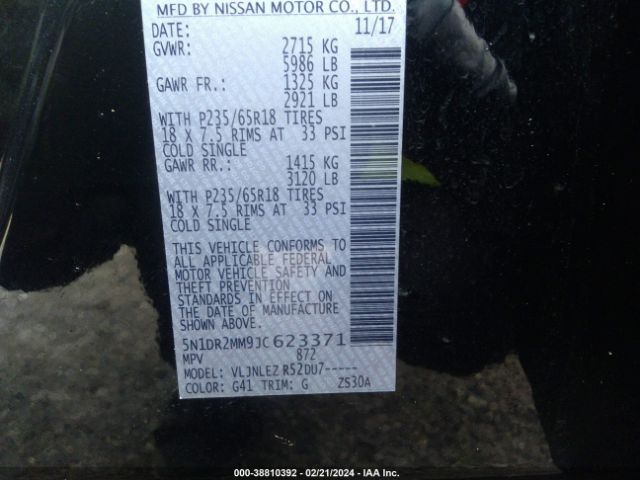 MFD BY NISSAN MOTOR CO., LTD.
DATE: 11/17
GVWR: 2715 KG
5986 LB
GAWR FR.: 1325 KG
2921 LB
WITH P235/65R18 TIRES
18 X 7.5 RIMS AT 33 PSI
COLD SINGLE
GAWR RR.: 1415 KG
3120 LB
WITH P235/65R18 TIRES
18 X 7.5 RIMS AT 33 PSI
COLD SINGLE
THIS VEHICLE CONFORMS TO
ALL APPLICABLE FEDERAL
MOTOR VEHICLE SAFETY AND
THEFT PREVENTION
STANDARDS IN EFFECT ON
THE DATE OF MANUFACTURE
SHOWN ABOVE.
5N1DR2MM9JC623371
MPV 872
MODEL: VLJNLEZ R52DU7-----
COLOR: G41 TRIM: G ZS30A
000-38810392 - 02/21/2024 - IAA Inc.